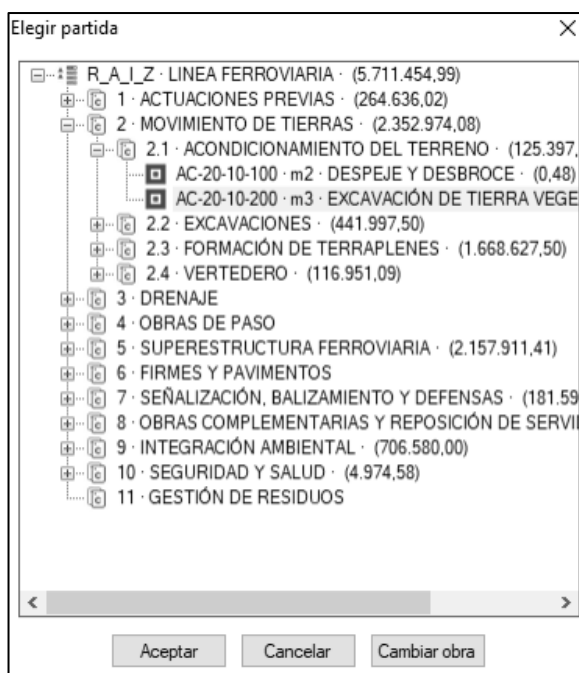 Elegir partida
R_A_I_Z · LINEA FERROVIARIA · (5.711.454,99)
1 · ACTUACIONES PREVIAS · (264.636,02)
2 · MOVIMIENTO DE TIERRAS · (2.352.974,08)
2.1 · ACONDICIONAMIENTO DEL TERRENO · (125.397,
AC-20-10-100 · m2 · DESPEJE Y DESBROCE · (0,48)
AC-20-10-200 · m3 · EXCAVACIÓN DE TIERRA VEGE
2.2 · EXCAVACIONES · (441.997,50)
2.3 · FORMACIÓN DE TERRAPLENES · (1.668.627,50)
2.4 · VERTEDERO · (116.951,09)
3 · DRENAJE
4 · OBRAS DE PASO
5 · SUPERESTRUCTURA FERROVIARIA · (2.157.911,41)
6 · FIRMES Y PAVIMENTOS
7 · SEÑALIZACIÓN, BALIZAMIENTO Y DEFENSAS · (181.59
8 · OBRAS COMPLEMENTARIAS Y REPOSICIÓN DE SERVI
9 · INTEGRACIÓN AMBIENTAL · (706.580,00)
10 · SEGURIDAD Y SALUD · (4.974,58)
11 · GESTIÓN DE RESIDUOS
Aceptar Cancelar Cambiar obra